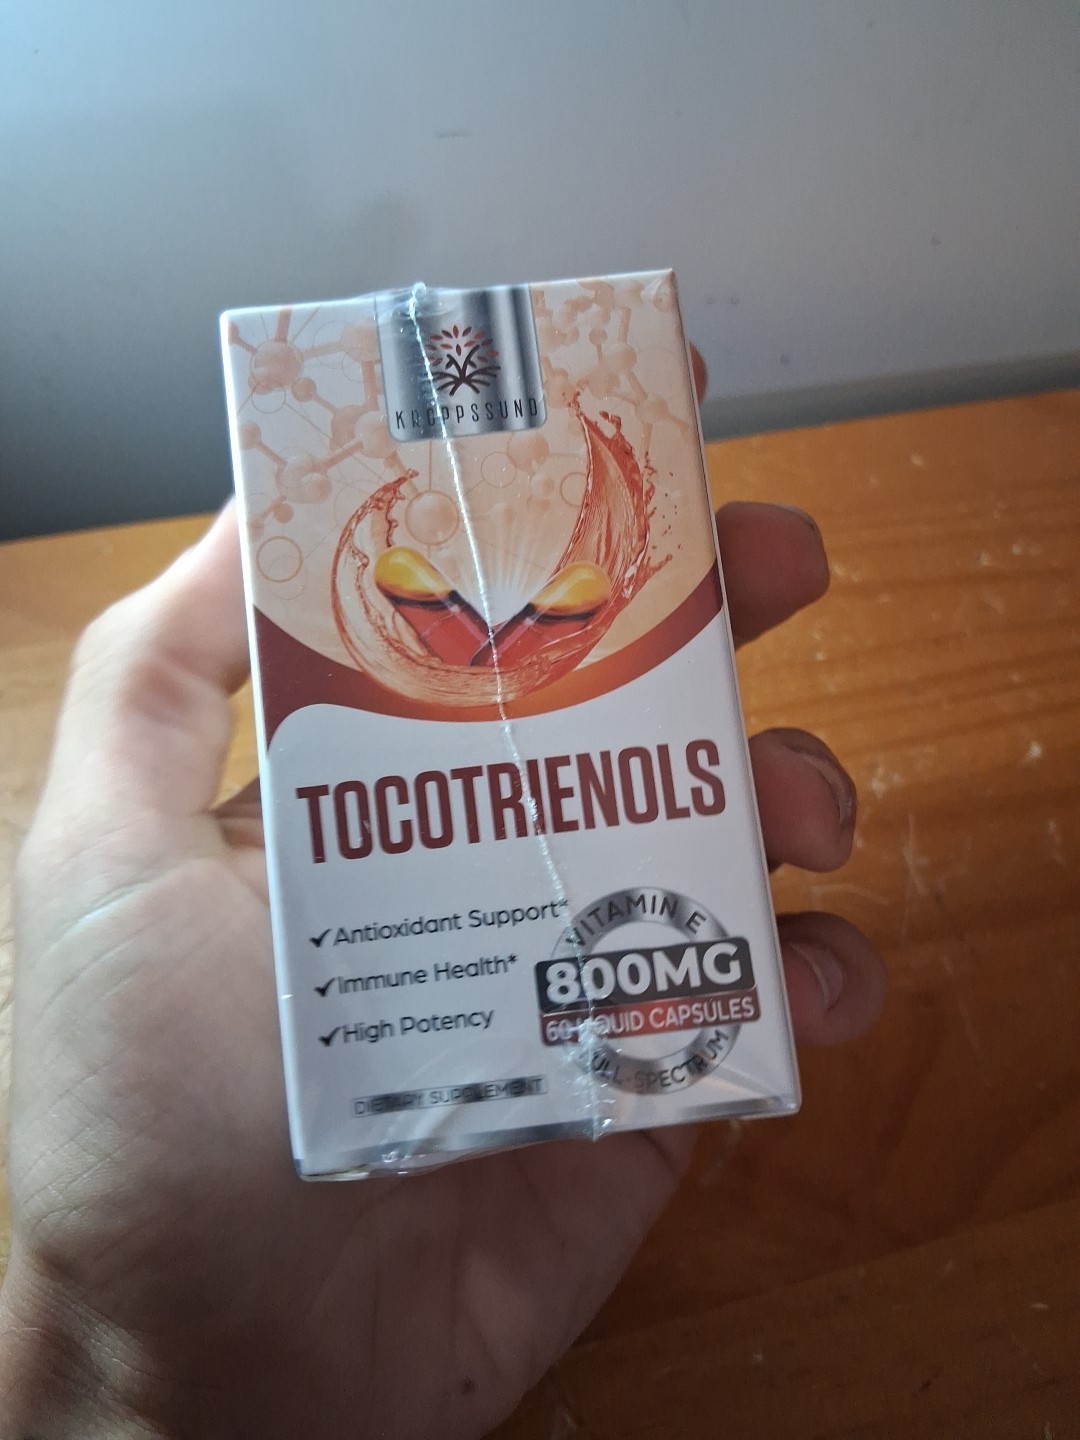 KROPPSSUND
TOCOTRIENOLS
✓Antioxidant Support*
✓Immune Health*
✓High Potency
DIETARY SUPPLEMENT
VITAMIN E
800MG
60 LIQUID CAPSULES
FULL-SPECTRUM